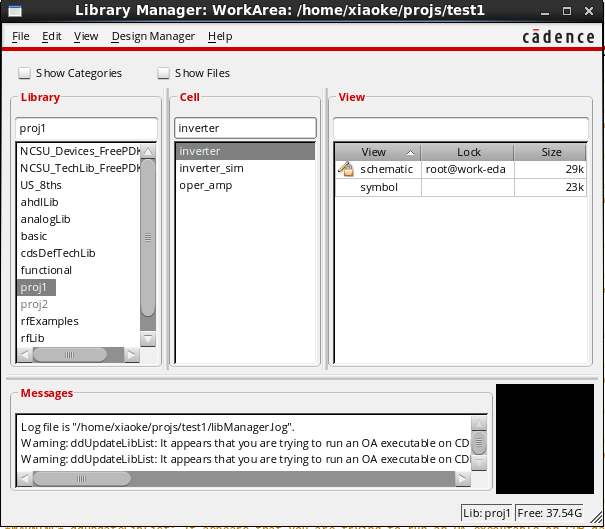 Library Manager: WorkArea: /home/xiaoke/projs/test1
File Edit View Design Manager Help
cādence
Show Categories Show Files
Library
proj1
NCSU_Devices_FreePDK
NCSU_TechLib_FreePDK
US_8ths
ahdlLib
analogLib
basic
cdsDefTechLib
functional
proj1
proj2
rfExamples
rfLib
Cell
inverter
inverter
inverter_sim
oper_amp
View
View Lock Size
schematic root@work-eda 29k
symbol 23k
Messages
Log file is "/home/xiaoke/projs/test1/libManager.log".
Warning: ddUpdateLibList: It appears that you are trying to run an OA executable on CD
Warning: ddUpdateLibList: It appears that you are trying to run an OA executable on CD
Lib: proj1 Free: 37.54G